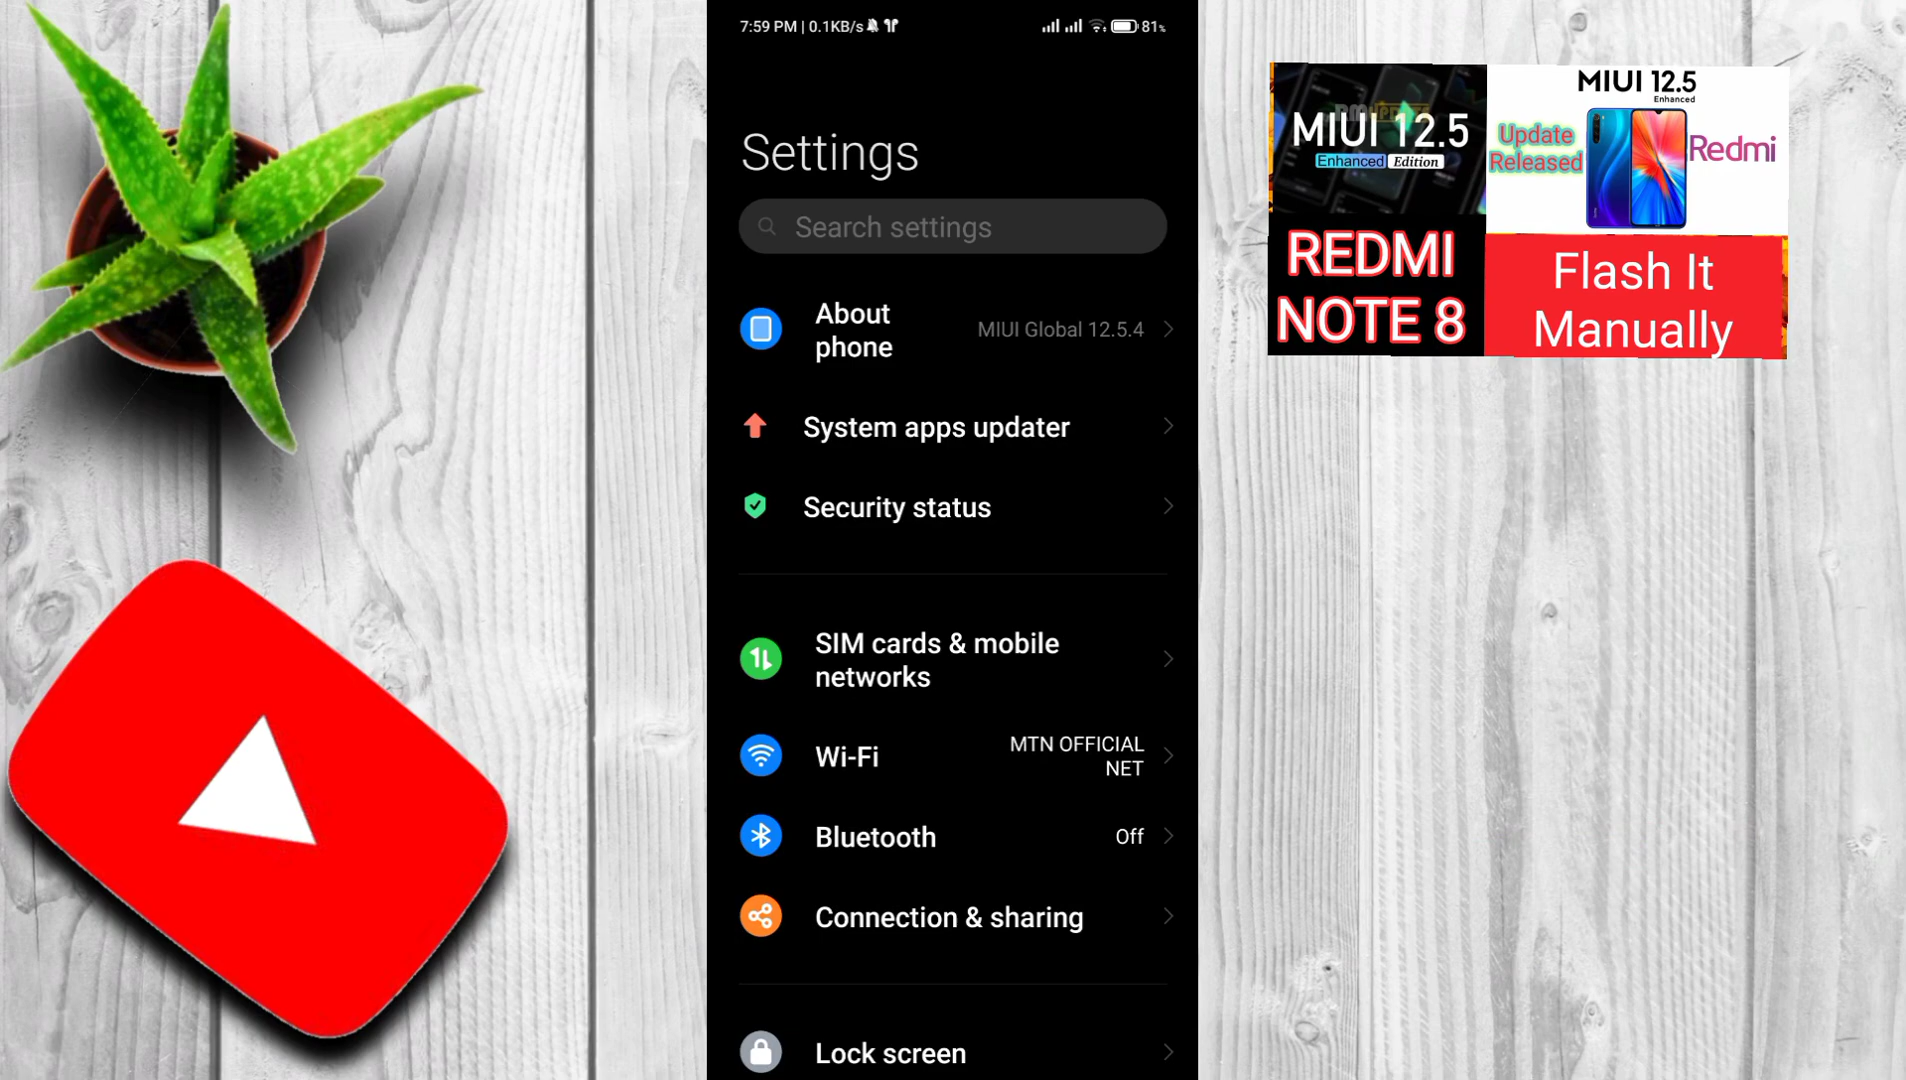 7:59 PM | 0.1KB/s
81%
Settings
Search settings
About
phone
MIUI Global 12.5.4
System apps updater
Security status
SIM cards & mobile
networks
Wi-Fi
MTN OFFICIAL
NET
Bluetooth
Off
Connection & sharing
Lock screen
MIUI 12.5
Enhanced Edition
REDMI
NOTE 8
MIUI 12.5
Enhanced
Update
Released
Redmi
Flash It
Manually